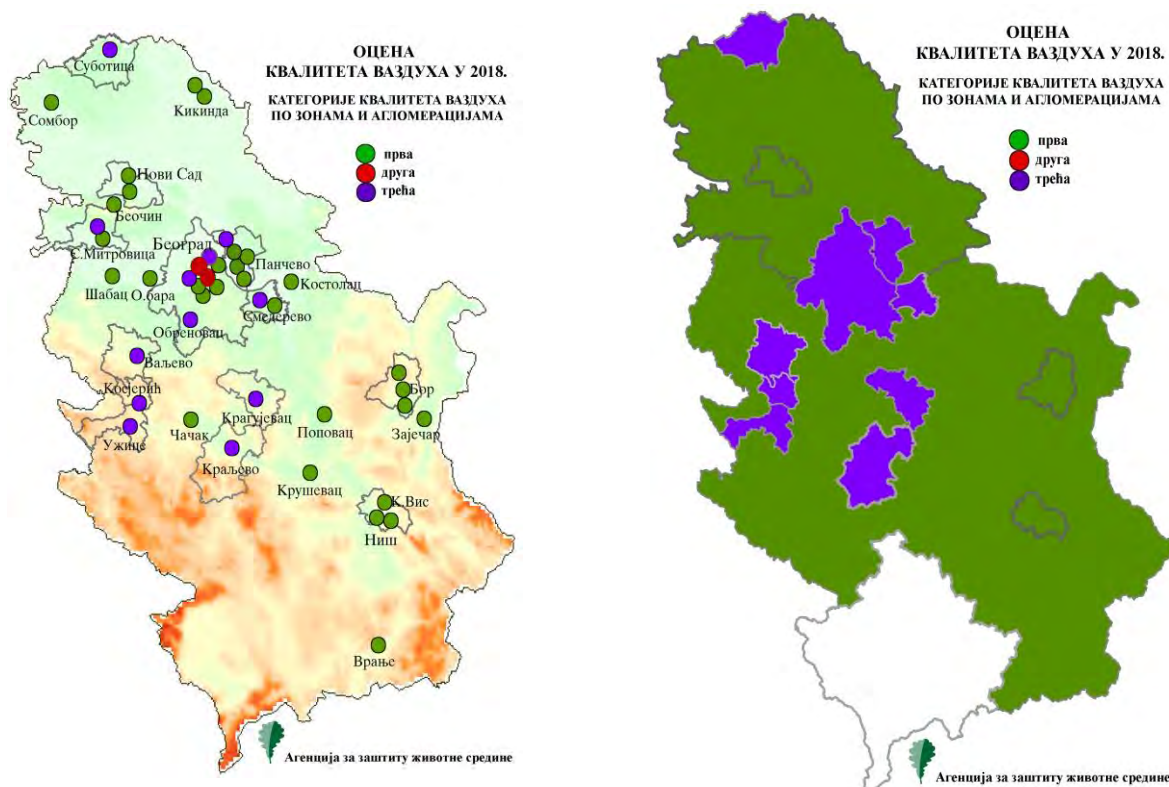 ОЦЕНА
КВАЛИТЕТА ВАЗДУХА У 2018.
КАТЕГОРИЈЕ КВАЛИТЕТА ВАЗДУХА
ПО ЗОНАМА И АГЛОМЕРАЦИЈАМА
прва
друга
трећа
Суботица
Сомбор
Кикинда
Нови Сад
Беочин
С.Митровица
Београд
Панчево
Шабац
О.бара
Костолац
Смедерево
Обреновац
Ваљево
Косјерић
Ужице
Чачак
Крагујевац
Краљево
Поповац
Бор
Зајечар
Крушевац
К.Вис
Ниш
Врање
Агенција за заштиту животне средине
ОЦЕНА
КВАЛИТЕТА ВАЗДУХА У 2018.
КАТЕГОРИЈЕ КВАЛИТЕТА ВАЗДУХА
ПО ЗОНАМА И АГЛОМЕРАЦИЈАМА
прва
друга
трећа
Агенција за заштиту животне средине